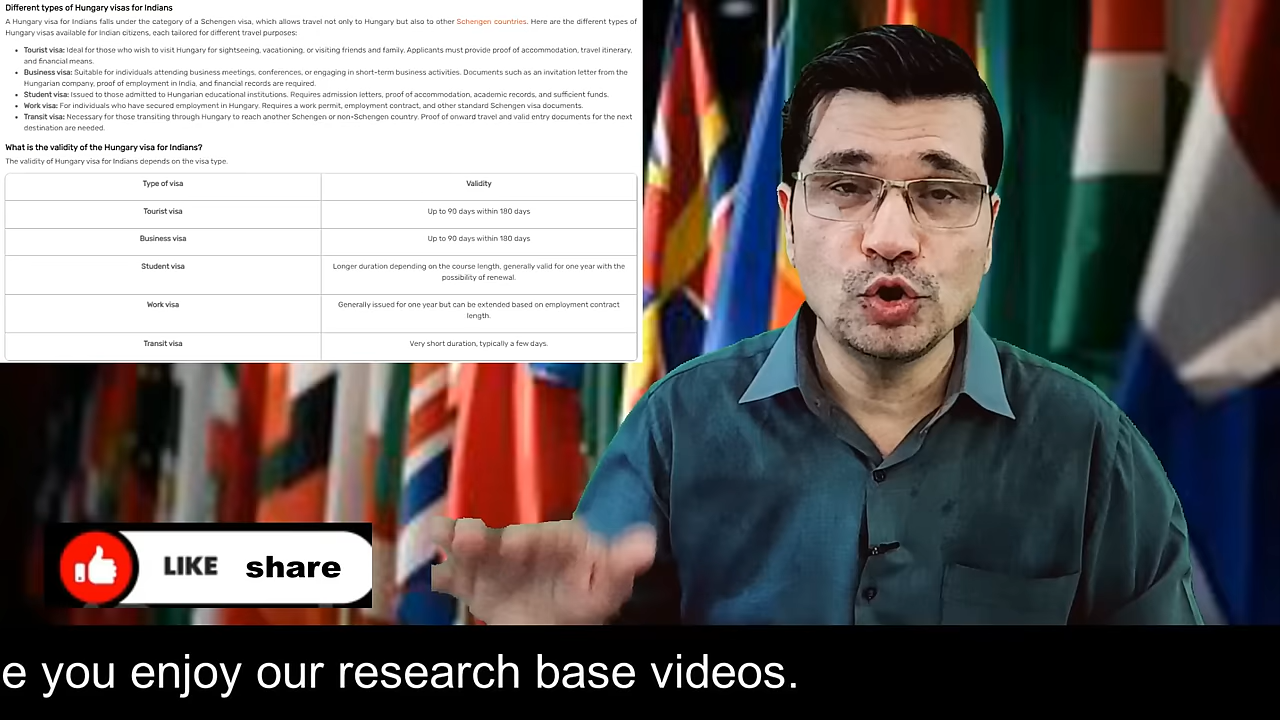 Different types of Hungary visas for Indians
A Hungary visa for Indians falls under the category of a Schengen visa, which allows travel not only to Hungary but also to other Schengen countries. Here are the different types of
Hungary visas available for Indian citizens, each tailored for different travel purposes:
• Tourist visa: Ideal for those who wish to visit Hungary for sightseeing, vacationing, or visiting friends and family. Applicants must provide proof of accommodation, travel itinerary,
and financial means.
• Business visa: Suitable for individuals attending business meetings, conferences, or engaging in short-term business activities. Documents such as an invitation letter from the
Hungarian company, proof of employment in India, and financial records are required.
• Student visa: Issued to those admitted to Hungarian educational institutions. Requires admission letters, proof of accommodation, academic records, and sufficient funds.
• Work visa: For individuals who have secured employment in Hungary. Requires a work permit, employment contract, and other standard Schengen visa documents.
• Transit visa: Necessary for those transiting through Hungary to reach another Schengen or non-Schengen country. Proof of onward travel and valid entry documents for the next
destination are needed.
What is the validity of the Hungary visa for Indians?
The validity of Hungary visa for Indians depends on the visa type.
Type of visa Validity
Tourist visa Up to 90 days within 180 days
Business visa Up to 90 days within 180 days
Student visa Longer duration depending on the course length, generally valid for one year with the
possibility of renewal.
Work visa Generally issued for one year but can be extended based on employment contract
length.
Transit visa Very short duration, typically a few days.
LIKE share
e you enjoy our research base videos.